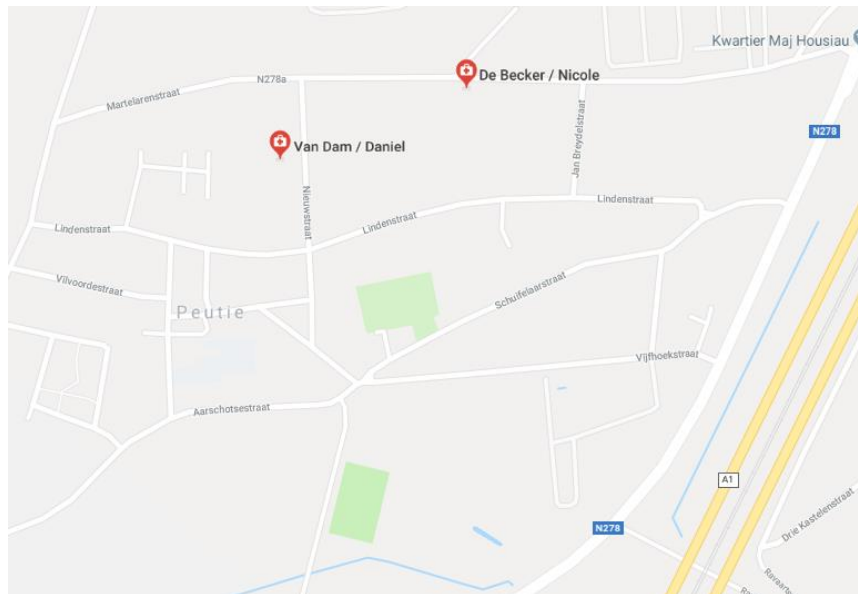 Kwartier Maj Housiau
De Becker / Nicole
N278a
Martelarenstraat
N278
Van Dam / Daniel
Jan Breydelstraat
Nieuwstraat
Lindenstraat
Lindenstraat
Lindenstraat
Vilvoordestraat
Schuifelaarstraat
Peutie
Vijfhoekstraat
Aarschotsestraat
A1
N278
Drie Kastelenstraat